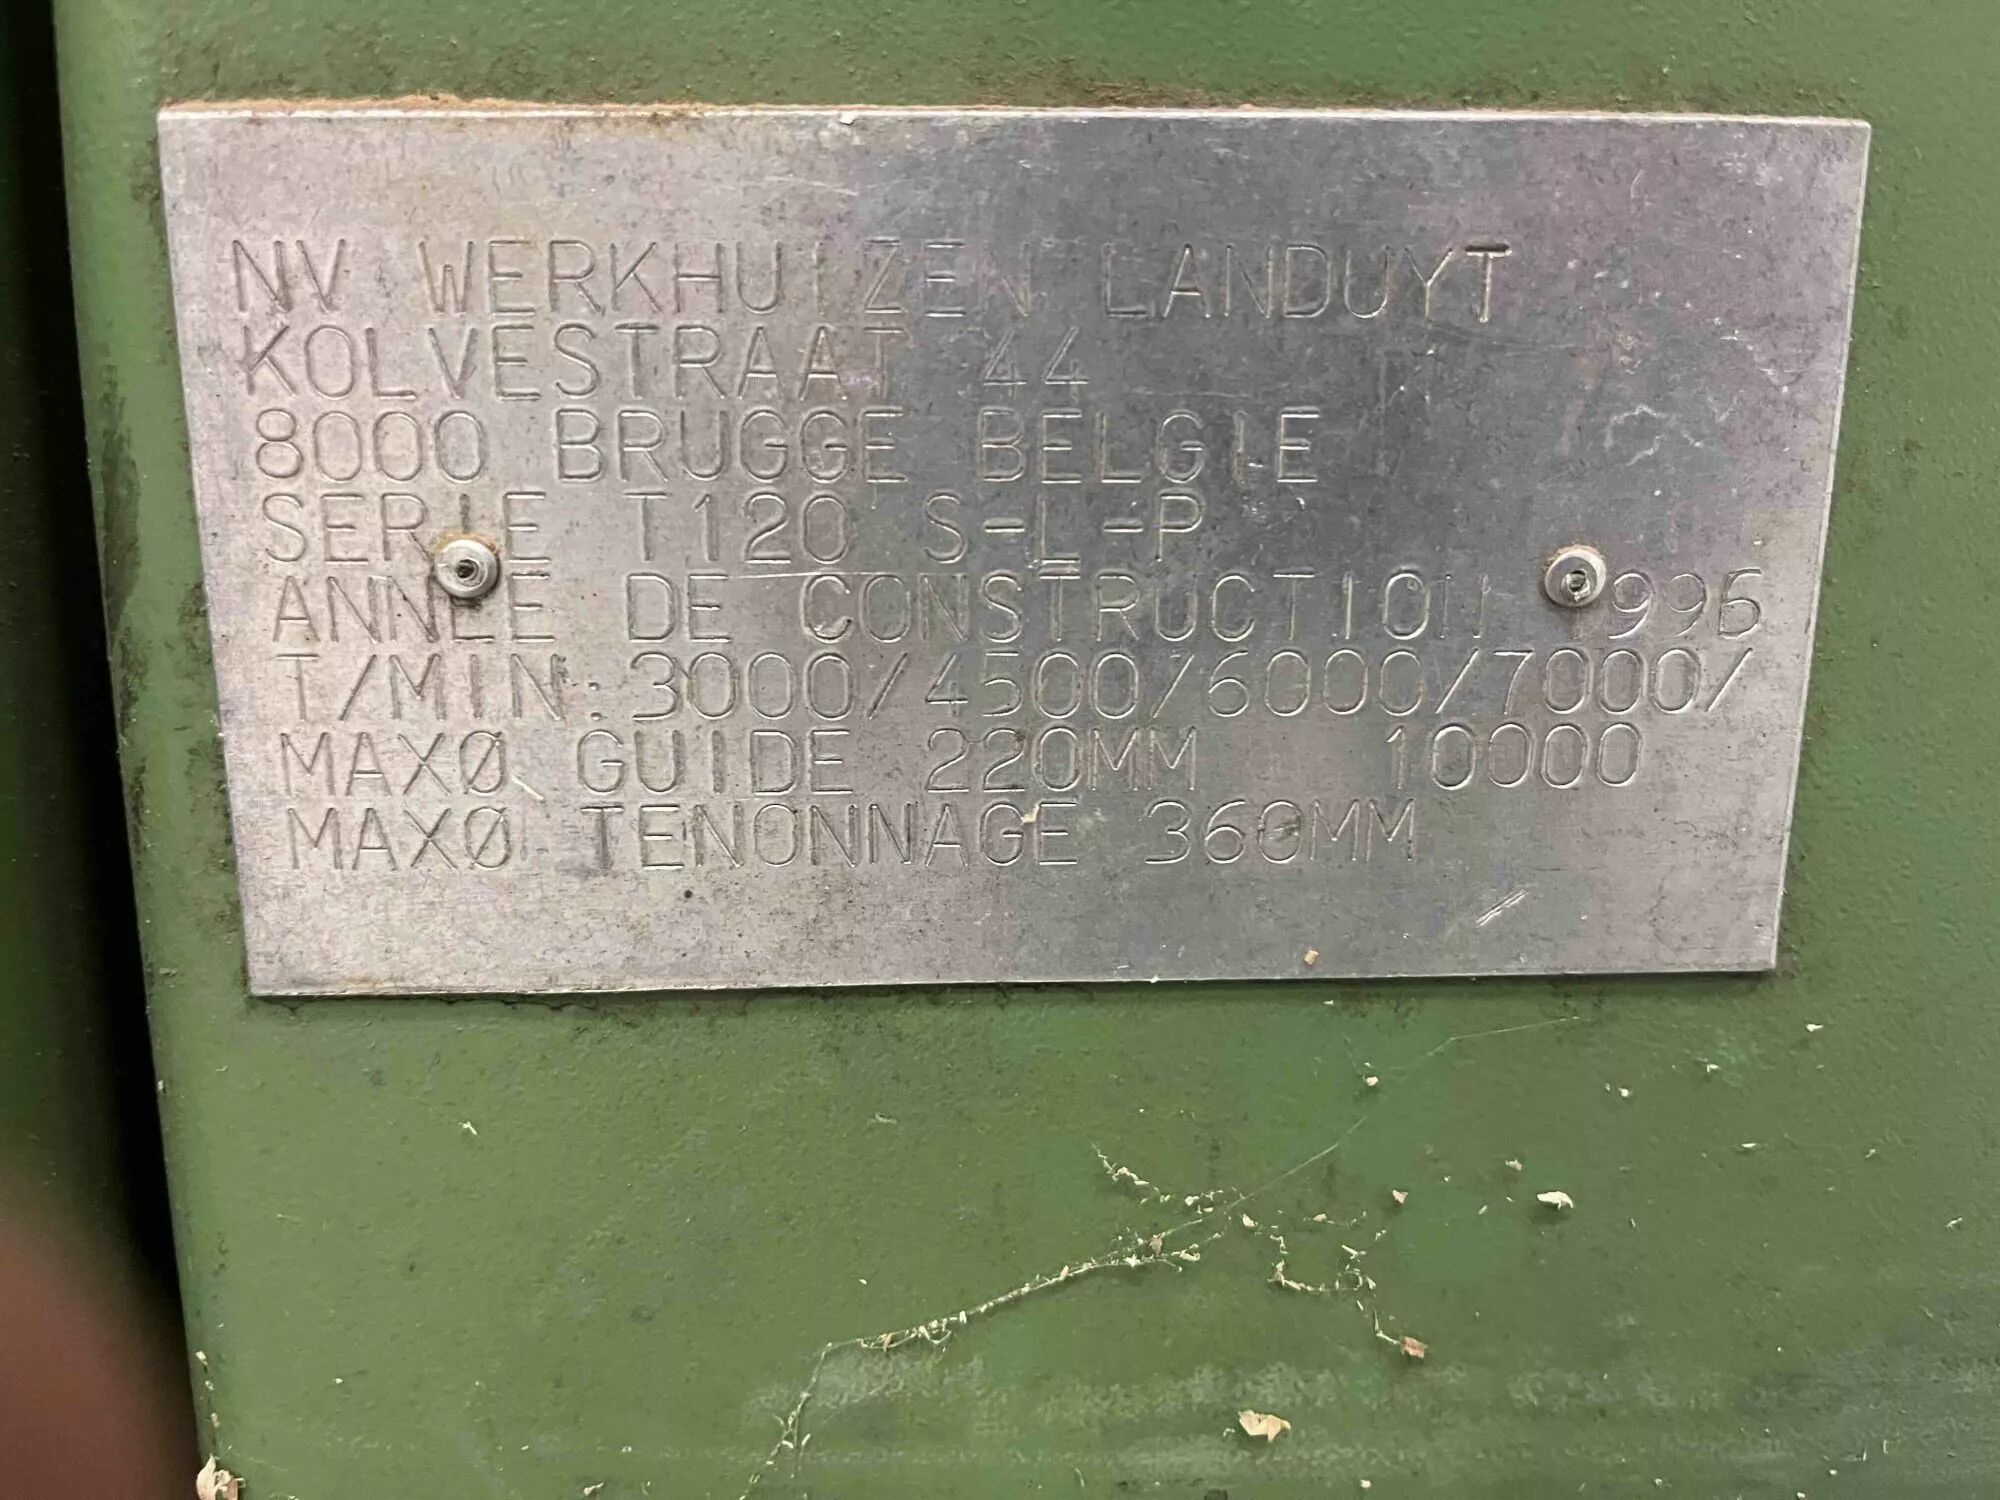 NV WERKHUIZEN LANDUYT
KOLVESTRAAT 44
8000 BRUGGE BELGIE
SERIE T120 S-L-P
ANNEE DE CONSTRUCTION 1996
T/MIN: 3000/4500/6000/7000/
MAXØ GUIDE 220MM 10000
MAXØ TENONNAGE 360MM